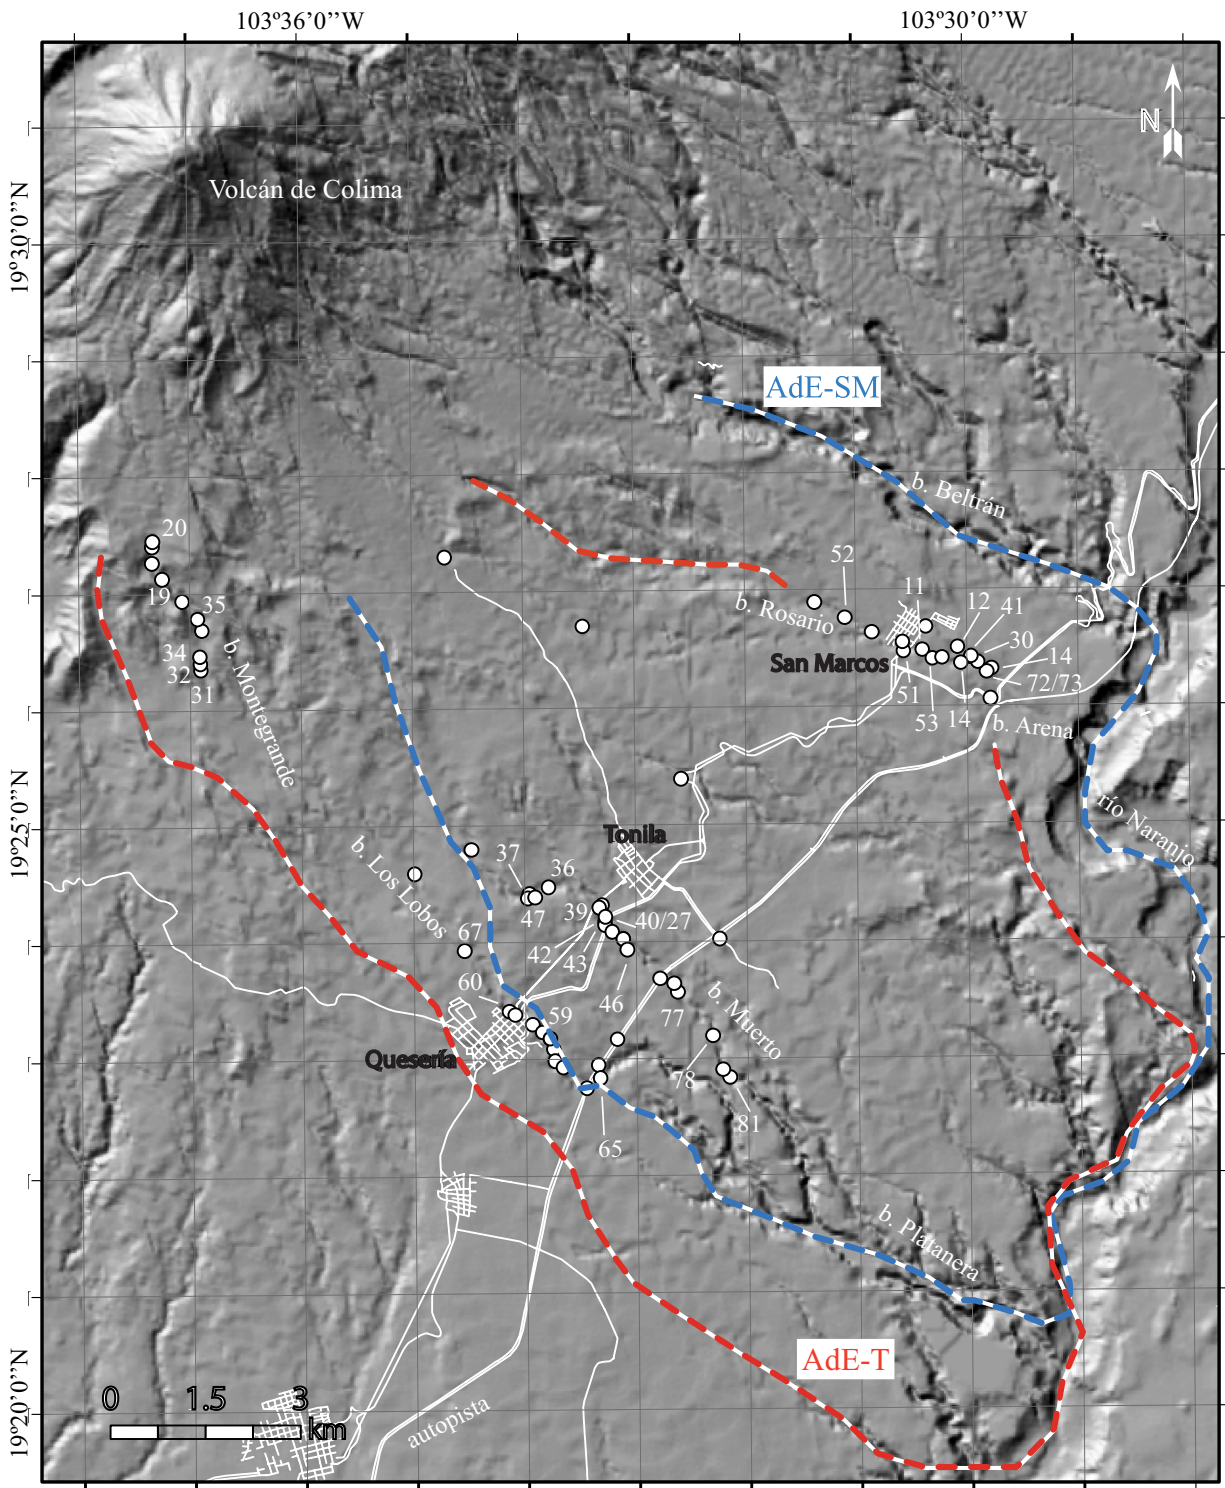 103º36’0’’W
103º30’0’’W
N
Volcán de Colima
19º30’0’’N
AdE-SM
b. Beltrán
20
52
11
12
41
19
35
b. Rosario
30
34
San Marcos
14
32
b. Montegrande
72/73
31
51
53
14
b. Arena
19º25’0’’N
río Naranjo
Tonila
b. Los Lobos
37
36
47
39
40/27
67
42
43
60
46
59
77
b. Muerto
Quesería
78
81
65
b. Platanera
AdE-T
19º20’0’’N
0
1.5
3
km
autopista